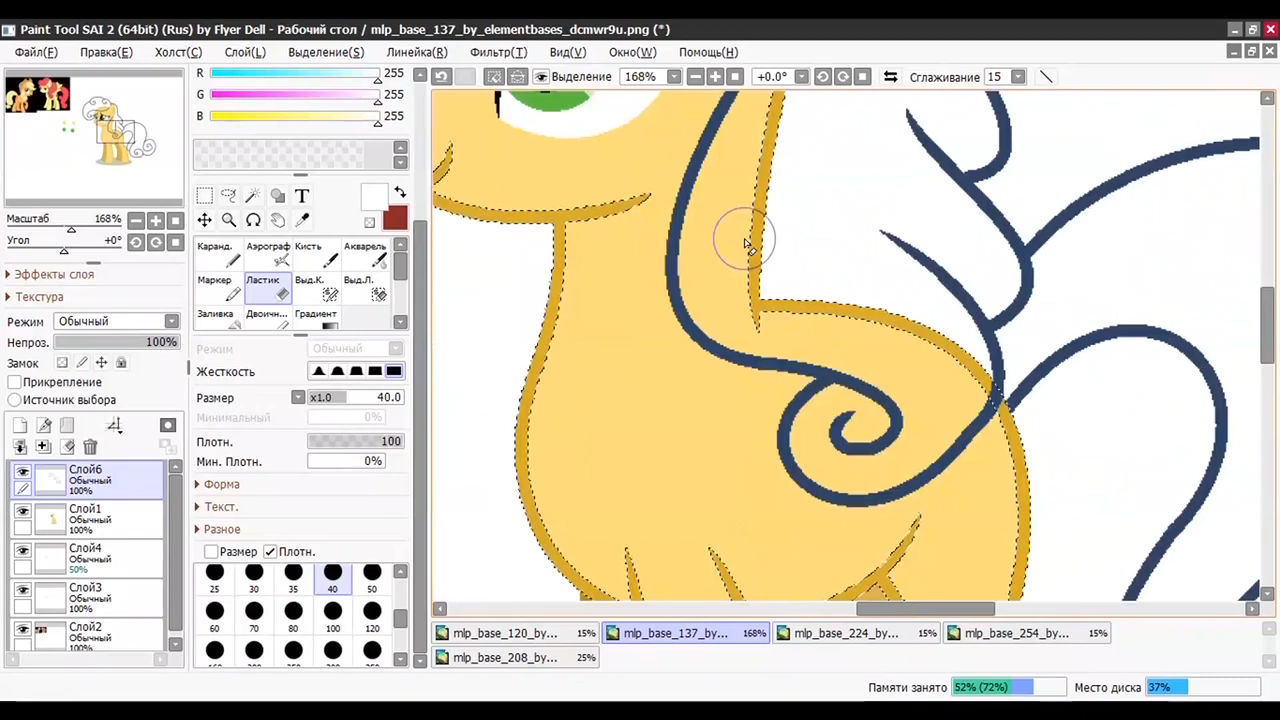 Paint Tool SAI 2 (64bit) (Rus) by Flyer Dell - Рабочий стол / mlp_base_137_by_elementbases_dcmwr9u.png (*)
Файл(F) Правка(E) Холст(C) Слой(L) Выделение(S) Линейка(R) Фильтр(T) Вид(V) Окно(W) Помощь(H)
Выделение 168% +0.0° Сглаживание 15
R 255
G 255
B 255
T
Масштаб 168%
Угол +0°
Эффекты слоя
Текстура
Режим Обычный
Непроз. 100%
Замок
Прикрепление
Источник выбора
Слой6
Обычный
100%
Слой1
Обычный
100%
Слой4
Обычный
50%
Слой3
Обычный
100%
Слой2
Обычный
100%
Каранд. Аэрограф Кисть Акварель
Маркер Ластик Выд.К. Выд.Л.
Заливка Двоичн... Градиент
Режим Обычный
Жесткость
Размер x1.0 40.0
Минимальный 0%
Плотн. 100
Мин. Плотн. 0%
Форма
Текст.
Разное
Размер Плотн.
25 30 35 40 50
60 70 80 100 120
mlp_base_120_by... 15% mlp_base_137_by... 168% mlp_base_224_by... 15% mlp_base_254_by... 15%
mlp_base_208_by... 25%
Памяти занято 52% (72%) Место диска 37%